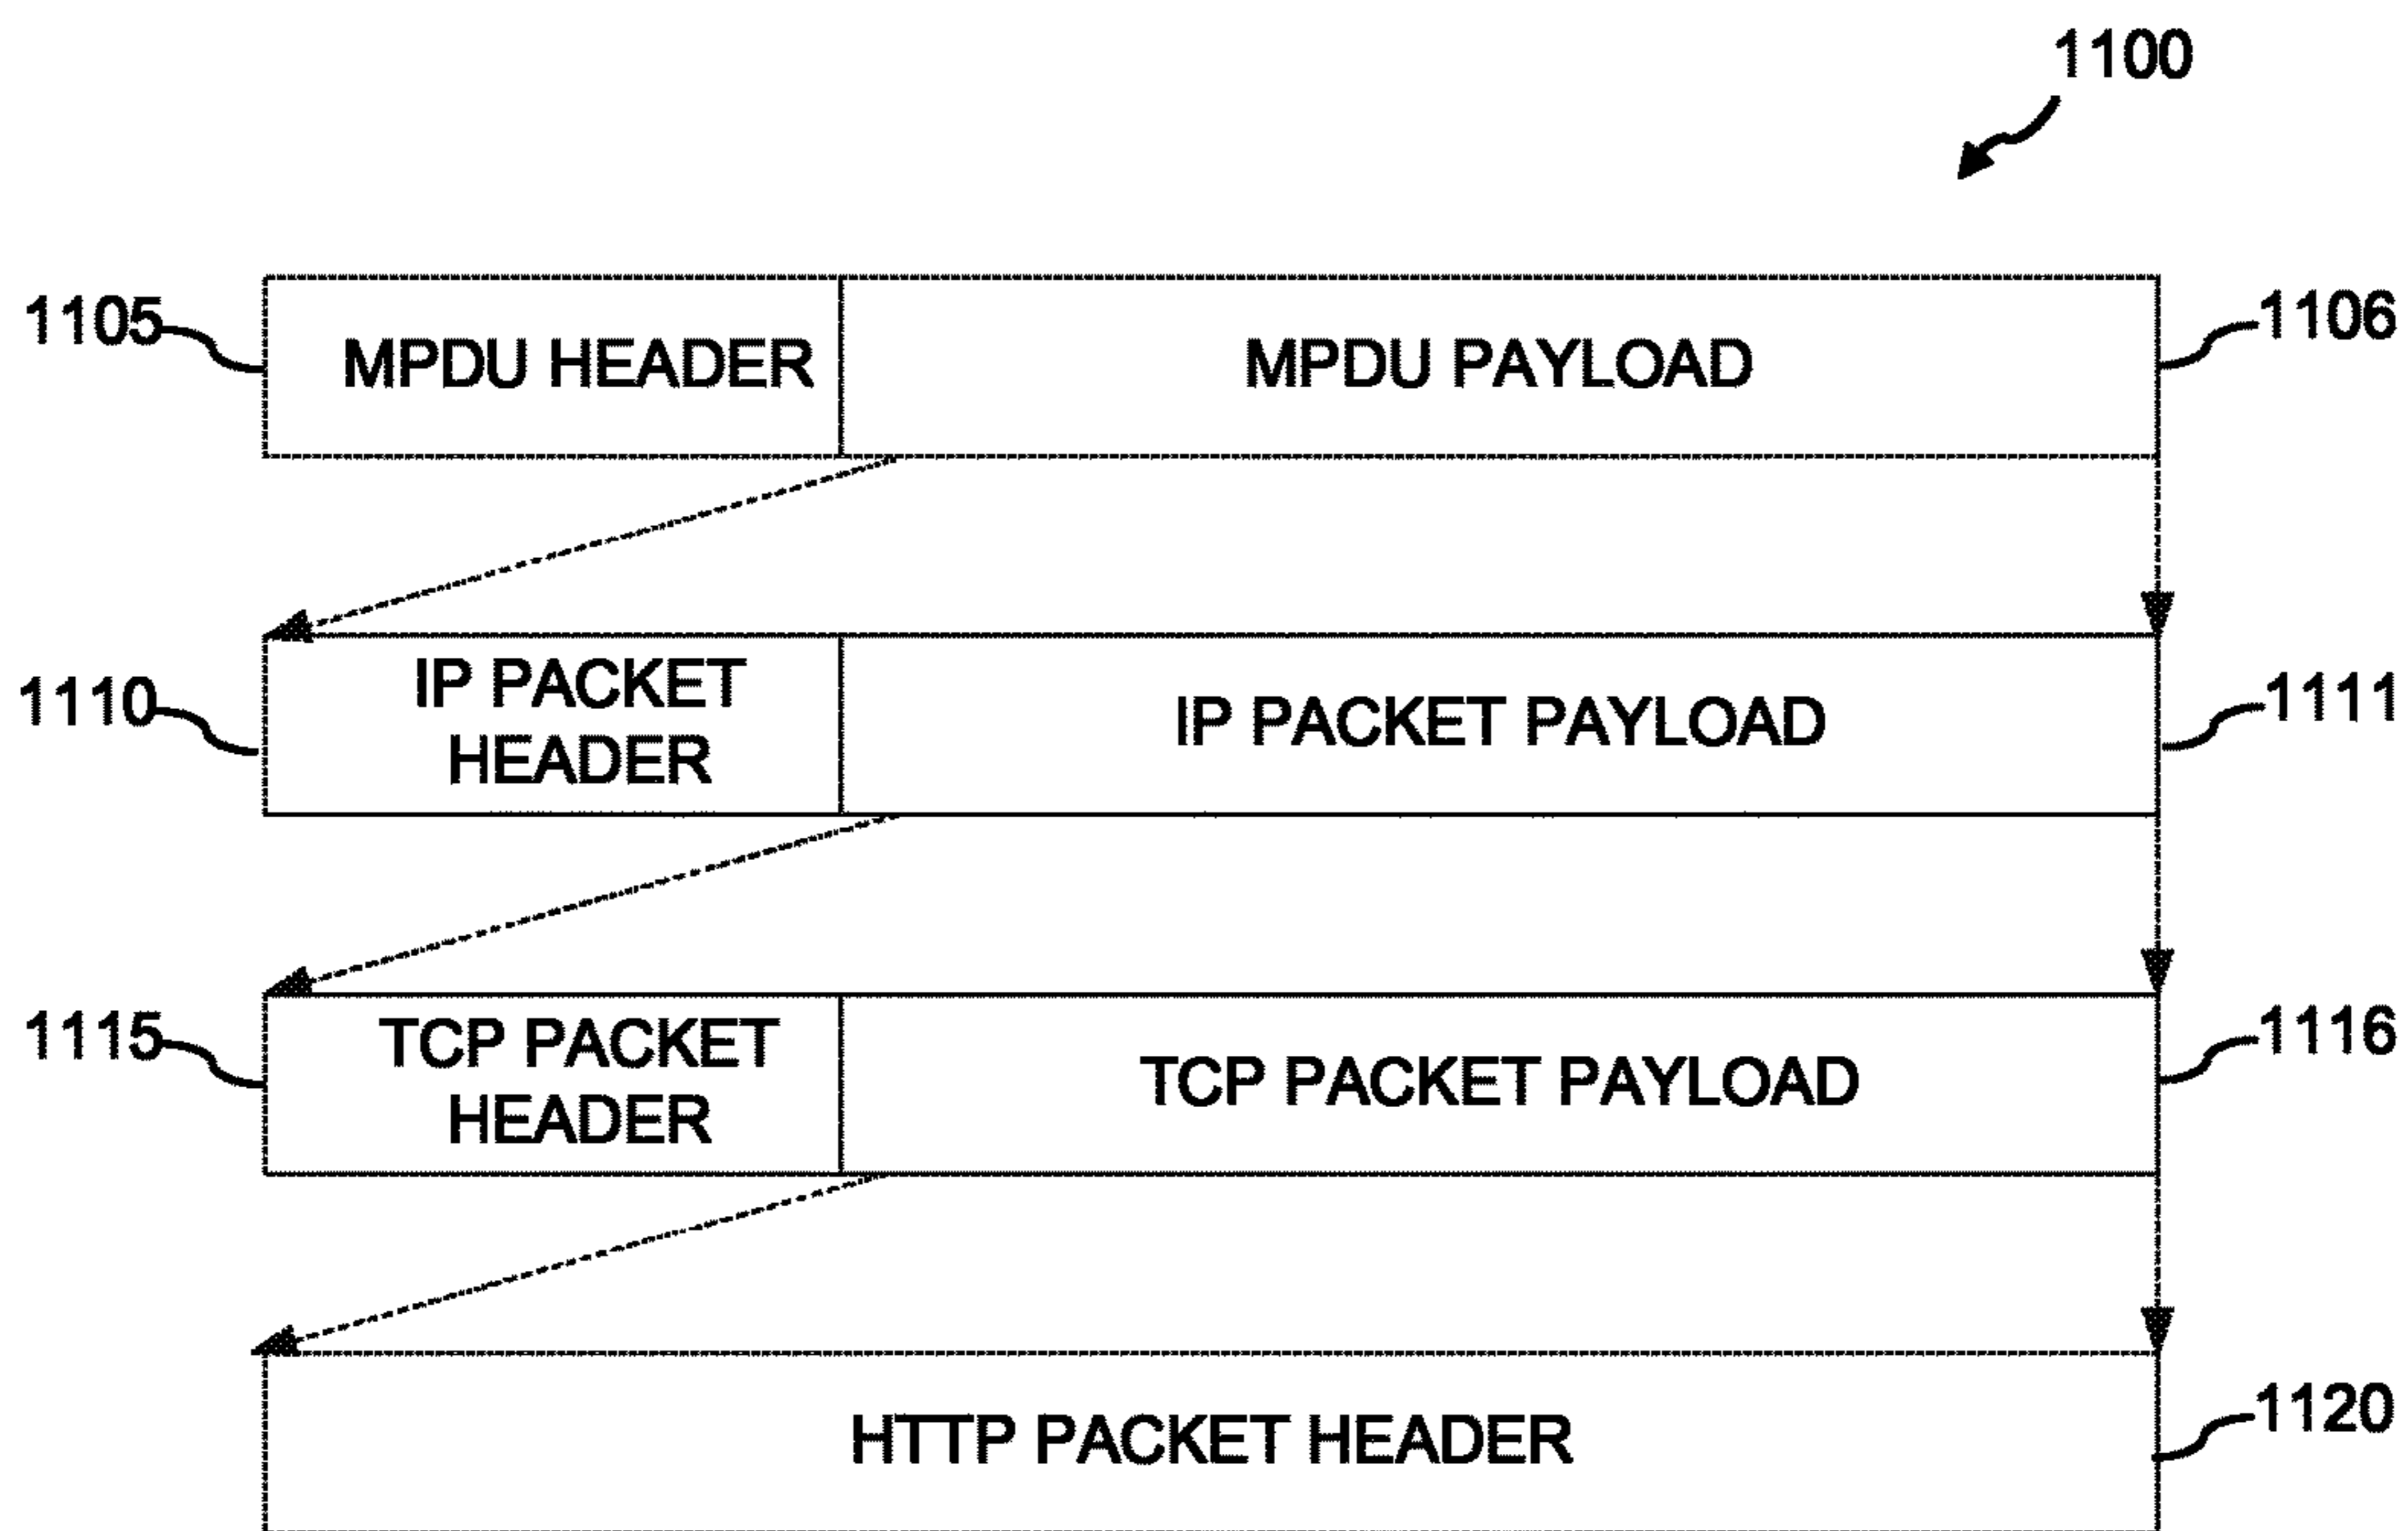 1100
1105
MPDU HEADER
MPDU PAYLOAD
1106
1110
IP PACKET
HEADER
IP PACKET PAYLOAD
1111
1115
TCP PACKET
HEADER
TCP PACKET PAYLOAD
1116
HTTP PACKET HEADER
1120